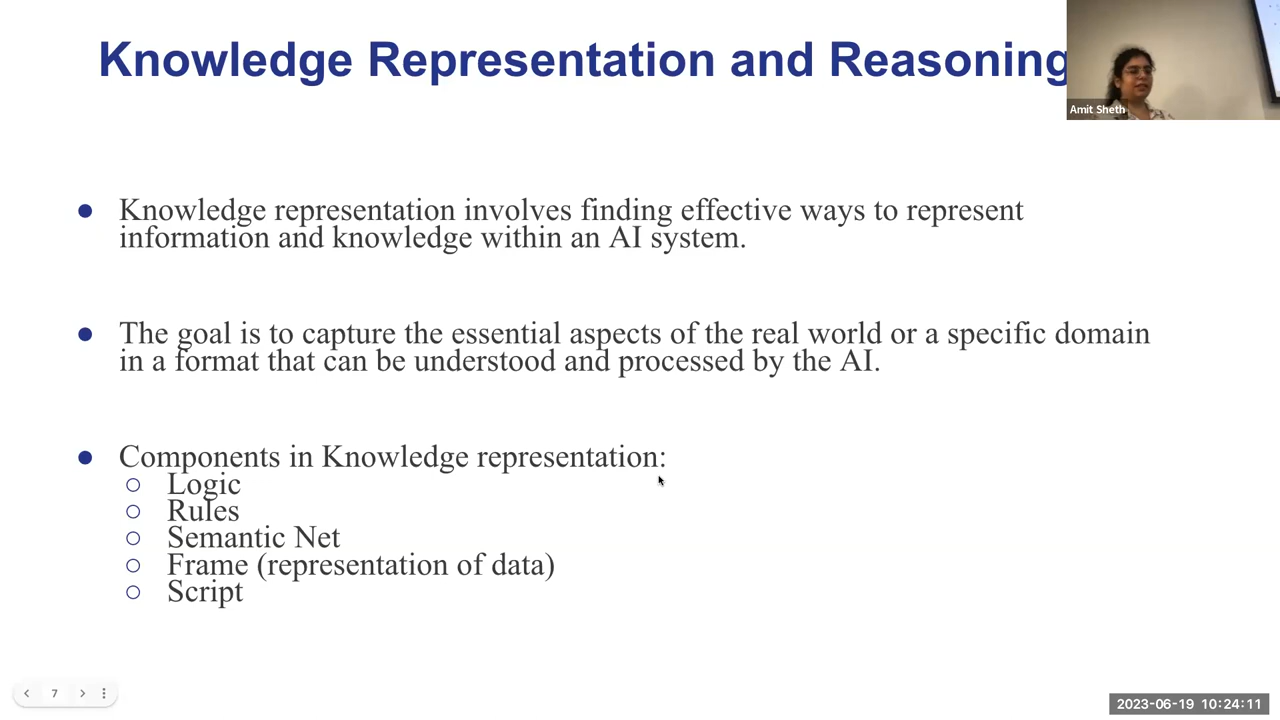 Knowledge Representation and Reasoning
Amit Sheth
● Knowledge representation involves finding effective ways to represent
information and knowledge within an AI system.
● The goal is to capture the essential aspects of the real world or a specific domain
in a format that can be understood and processed by the AI.
● Components in Knowledge representation:
○ Logic
○ Rules
○ Semantic Net
○ Frame (representation of data)
○ Script
7
2023-06-19 10:24:11